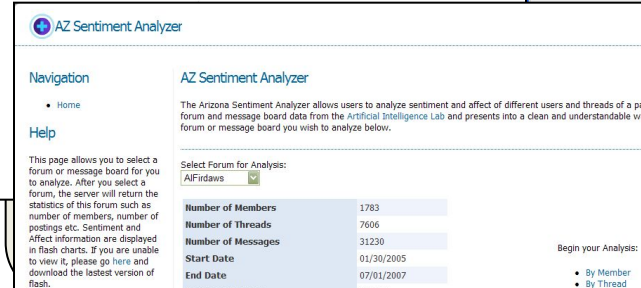 AZ Sentiment Analyzer
Navigation
Home
Help
This page allows you to select a
forum or message board for you
to analyze. After you select a
forum, the server will return the
statistics of this forum such as
number of members, number of
postings etc. Sentiment and
Affect information are displayed
in flash charts. If you are unable
to view it, please go here and
download the lastest version of
flash.
AZ Sentiment Analyzer
The Arizona Sentiment Analyzer allows users to analyze sentiment and affect of different users and threads of a
forum and message board data from the Artificial Intelligence Lab and presents into a clean and understandable
forum or message board you wish to analyze below.
Select Forum for Analysis:
AlFirdaws
Number of Members 1783
Number of Threads 7606
Number of Messages 31230
Start Date 01/30/2005
End Date 07/01/2007
Begin your Analysis:
By Member
By Thread